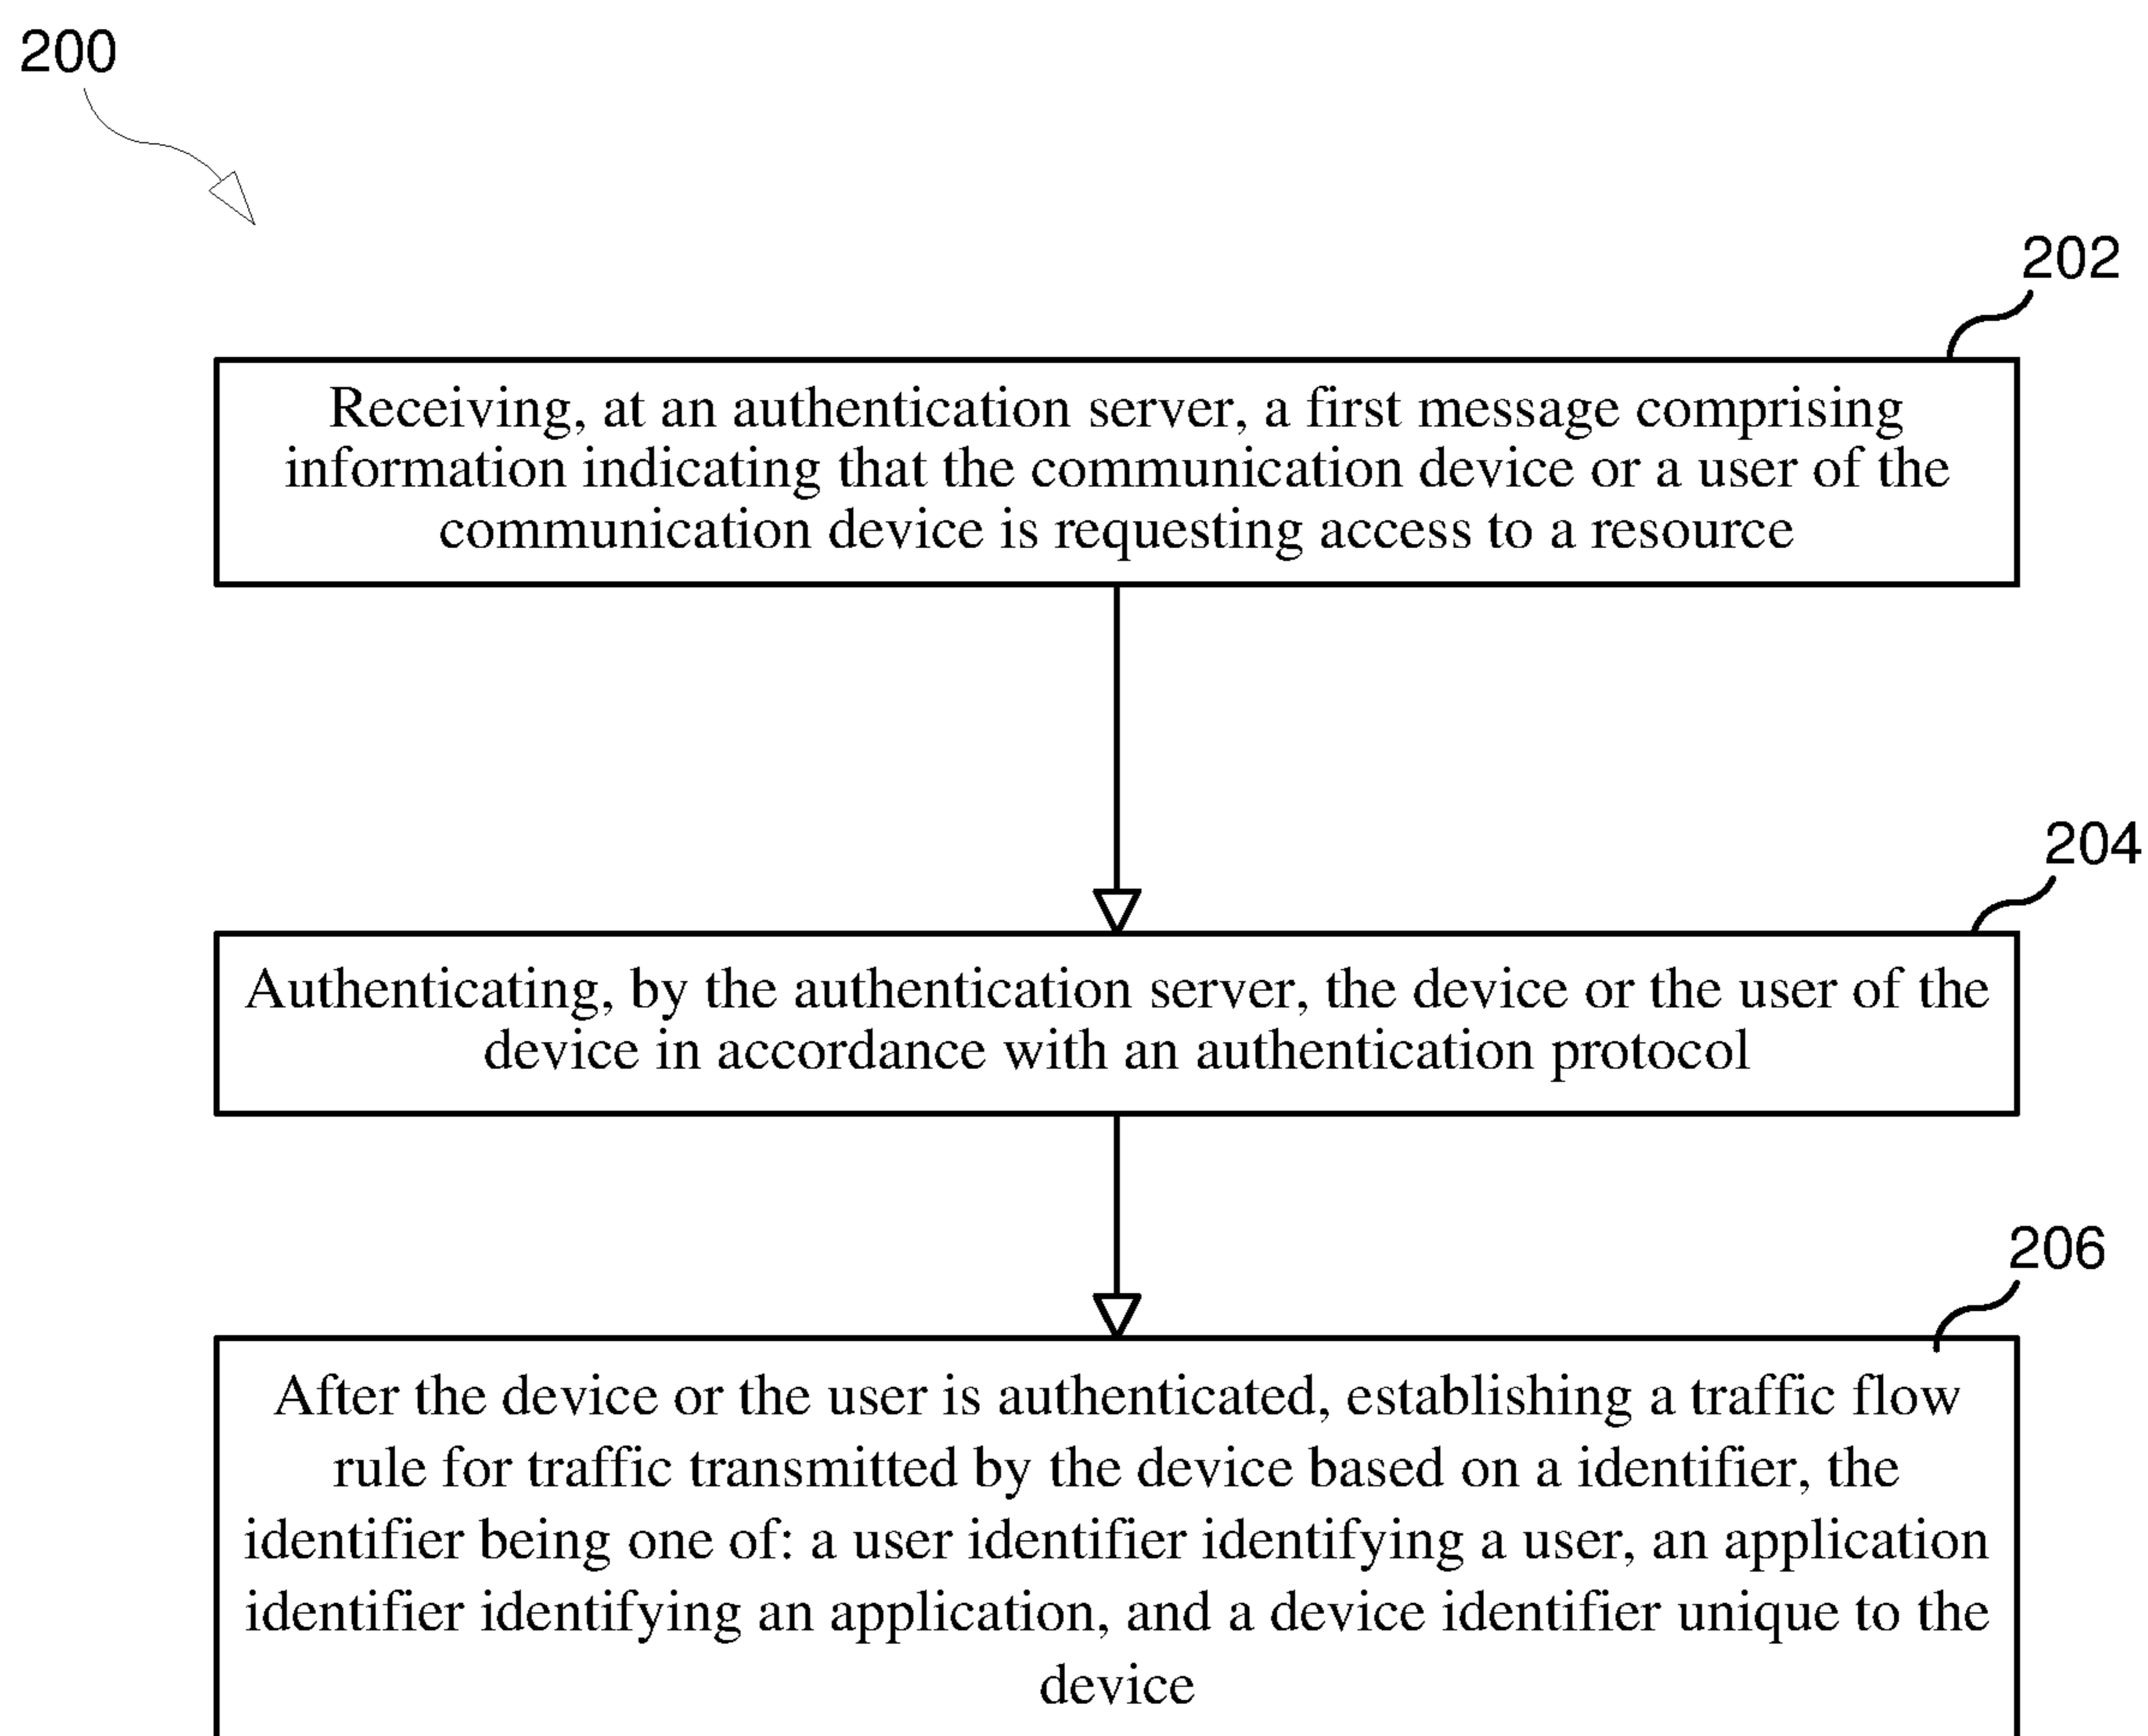 200
202
Receiving, at an authentication server, a first message comprising
information indicating that the communication device or a user of the
communication device is requesting access to a resource
204
Authenticating, by the authentication server, the device or the user of the
device in accordance with an authentication protocol
206
After the device or the user is authenticated, establishing a traffic flow
rule for traffic transmitted by the device based on a identifier, the
identifier being one of: a user identifier identifying a user, an application
identifier identifying an application, and a device identifier unique to the
device